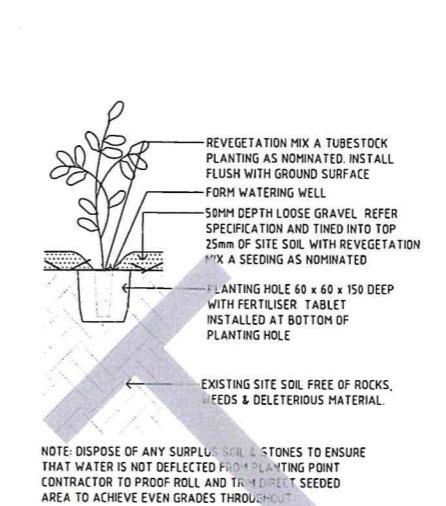 REVEGETATION MIX A TUBESTOCK
PLANTING AS NOMINATED. INSTALL
FLUSH WITH GROUND SURFACE
FORM WATERING WELL
50MM DEPTH LOOSE GRAVEL REFER
SPECIFICATION AND TINED INTO TOP
25mm OF SITE SOIL WITH REVEGETATION
MIX A SEEDING AS NOMINATED
PLANTING HOLE 60 x 60 x 150 DEEP
WITH FERTILISER TABLET
INSTALLED AT BOTTOM OF
PLANTING HOLE
EXISTING SITE SOIL FREE OF ROCKS,
WEEDS & DELETERIOUS MATERIAL.
NOTE: DISPOSE OF ANY SURPLUS SOIL & STONES TO ENSURE
THAT WATER IS NOT DEFLECTED FROM PLANTING POINT
CONTRACTOR TO PROOF ROLL AND TRIM DIRECT SEEDED
AREA TO ACHIEVE EVEN GRADES THROUGHOUT